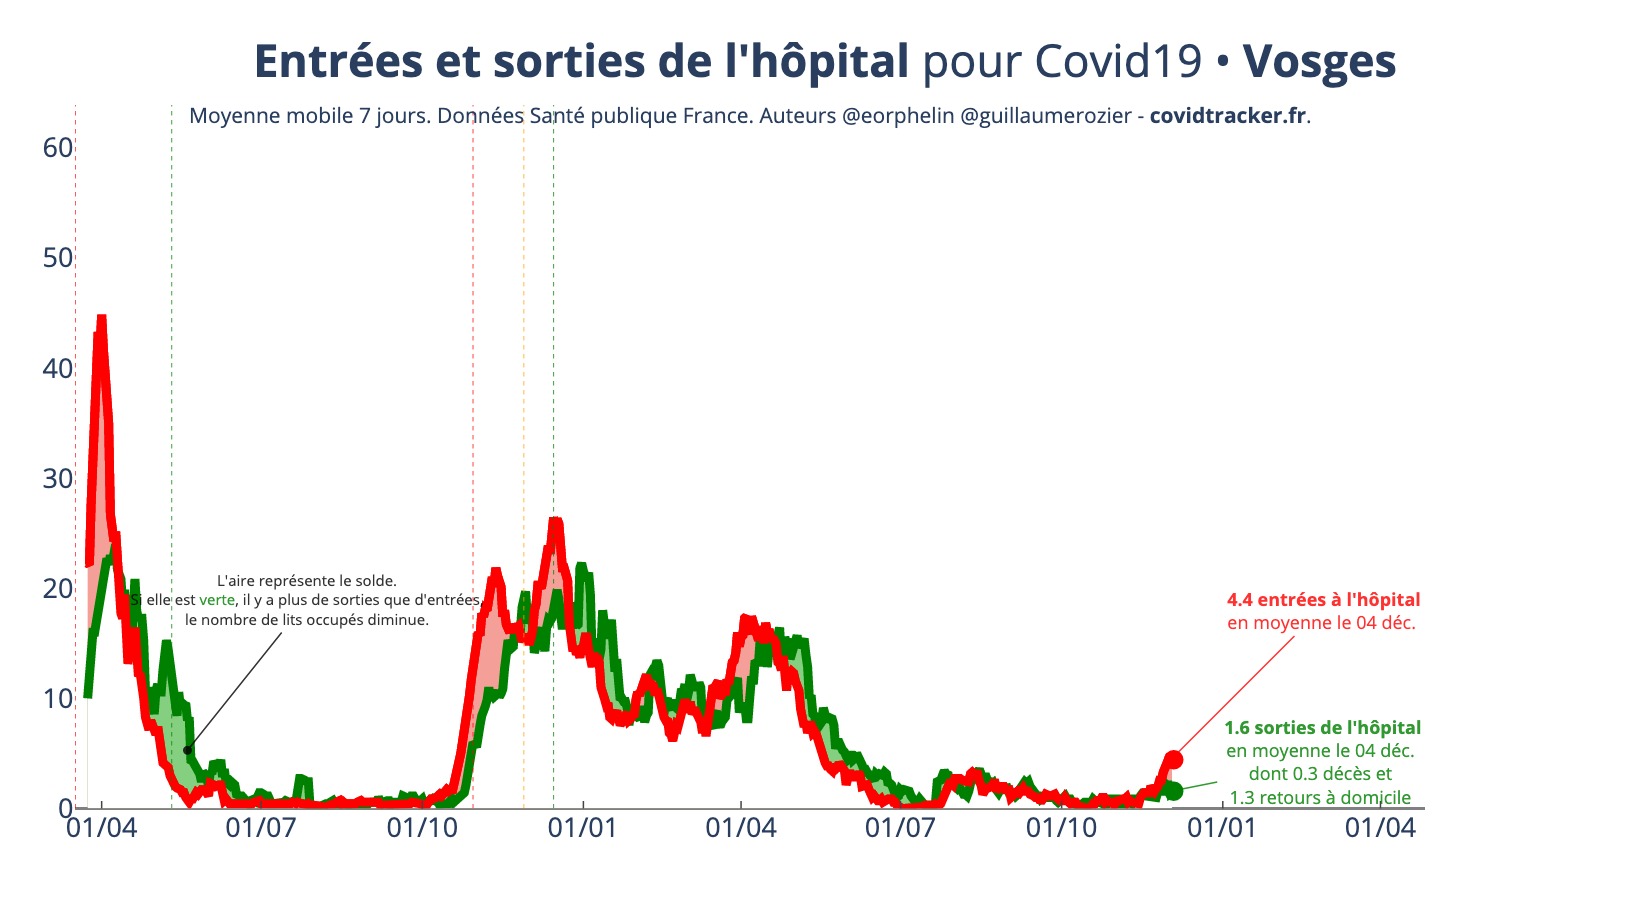 Entrées et sorties de l'hôpital pour Covid19 • Vosges
Moyenne mobile 7 jours. Données Santé publique France. Auteurs @eorphelin @guillaumerozier - covidtracker.fr.
60
50
40
30
20
10
0
L'aire représente le solde.
Si elle est verte, il y a plus de sorties que d'entrées,
le nombre de lits occupés diminue.
4.4 entrées à l'hôpital
en moyenne le 04 déc.
1.6 sorties de l'hôpital
en moyenne le 04 déc.
dont 0.3 décès et
1.3 retours à domicile
01/04 01/07 01/10 01/01 01/04 01/07 01/10 01/01 01/04